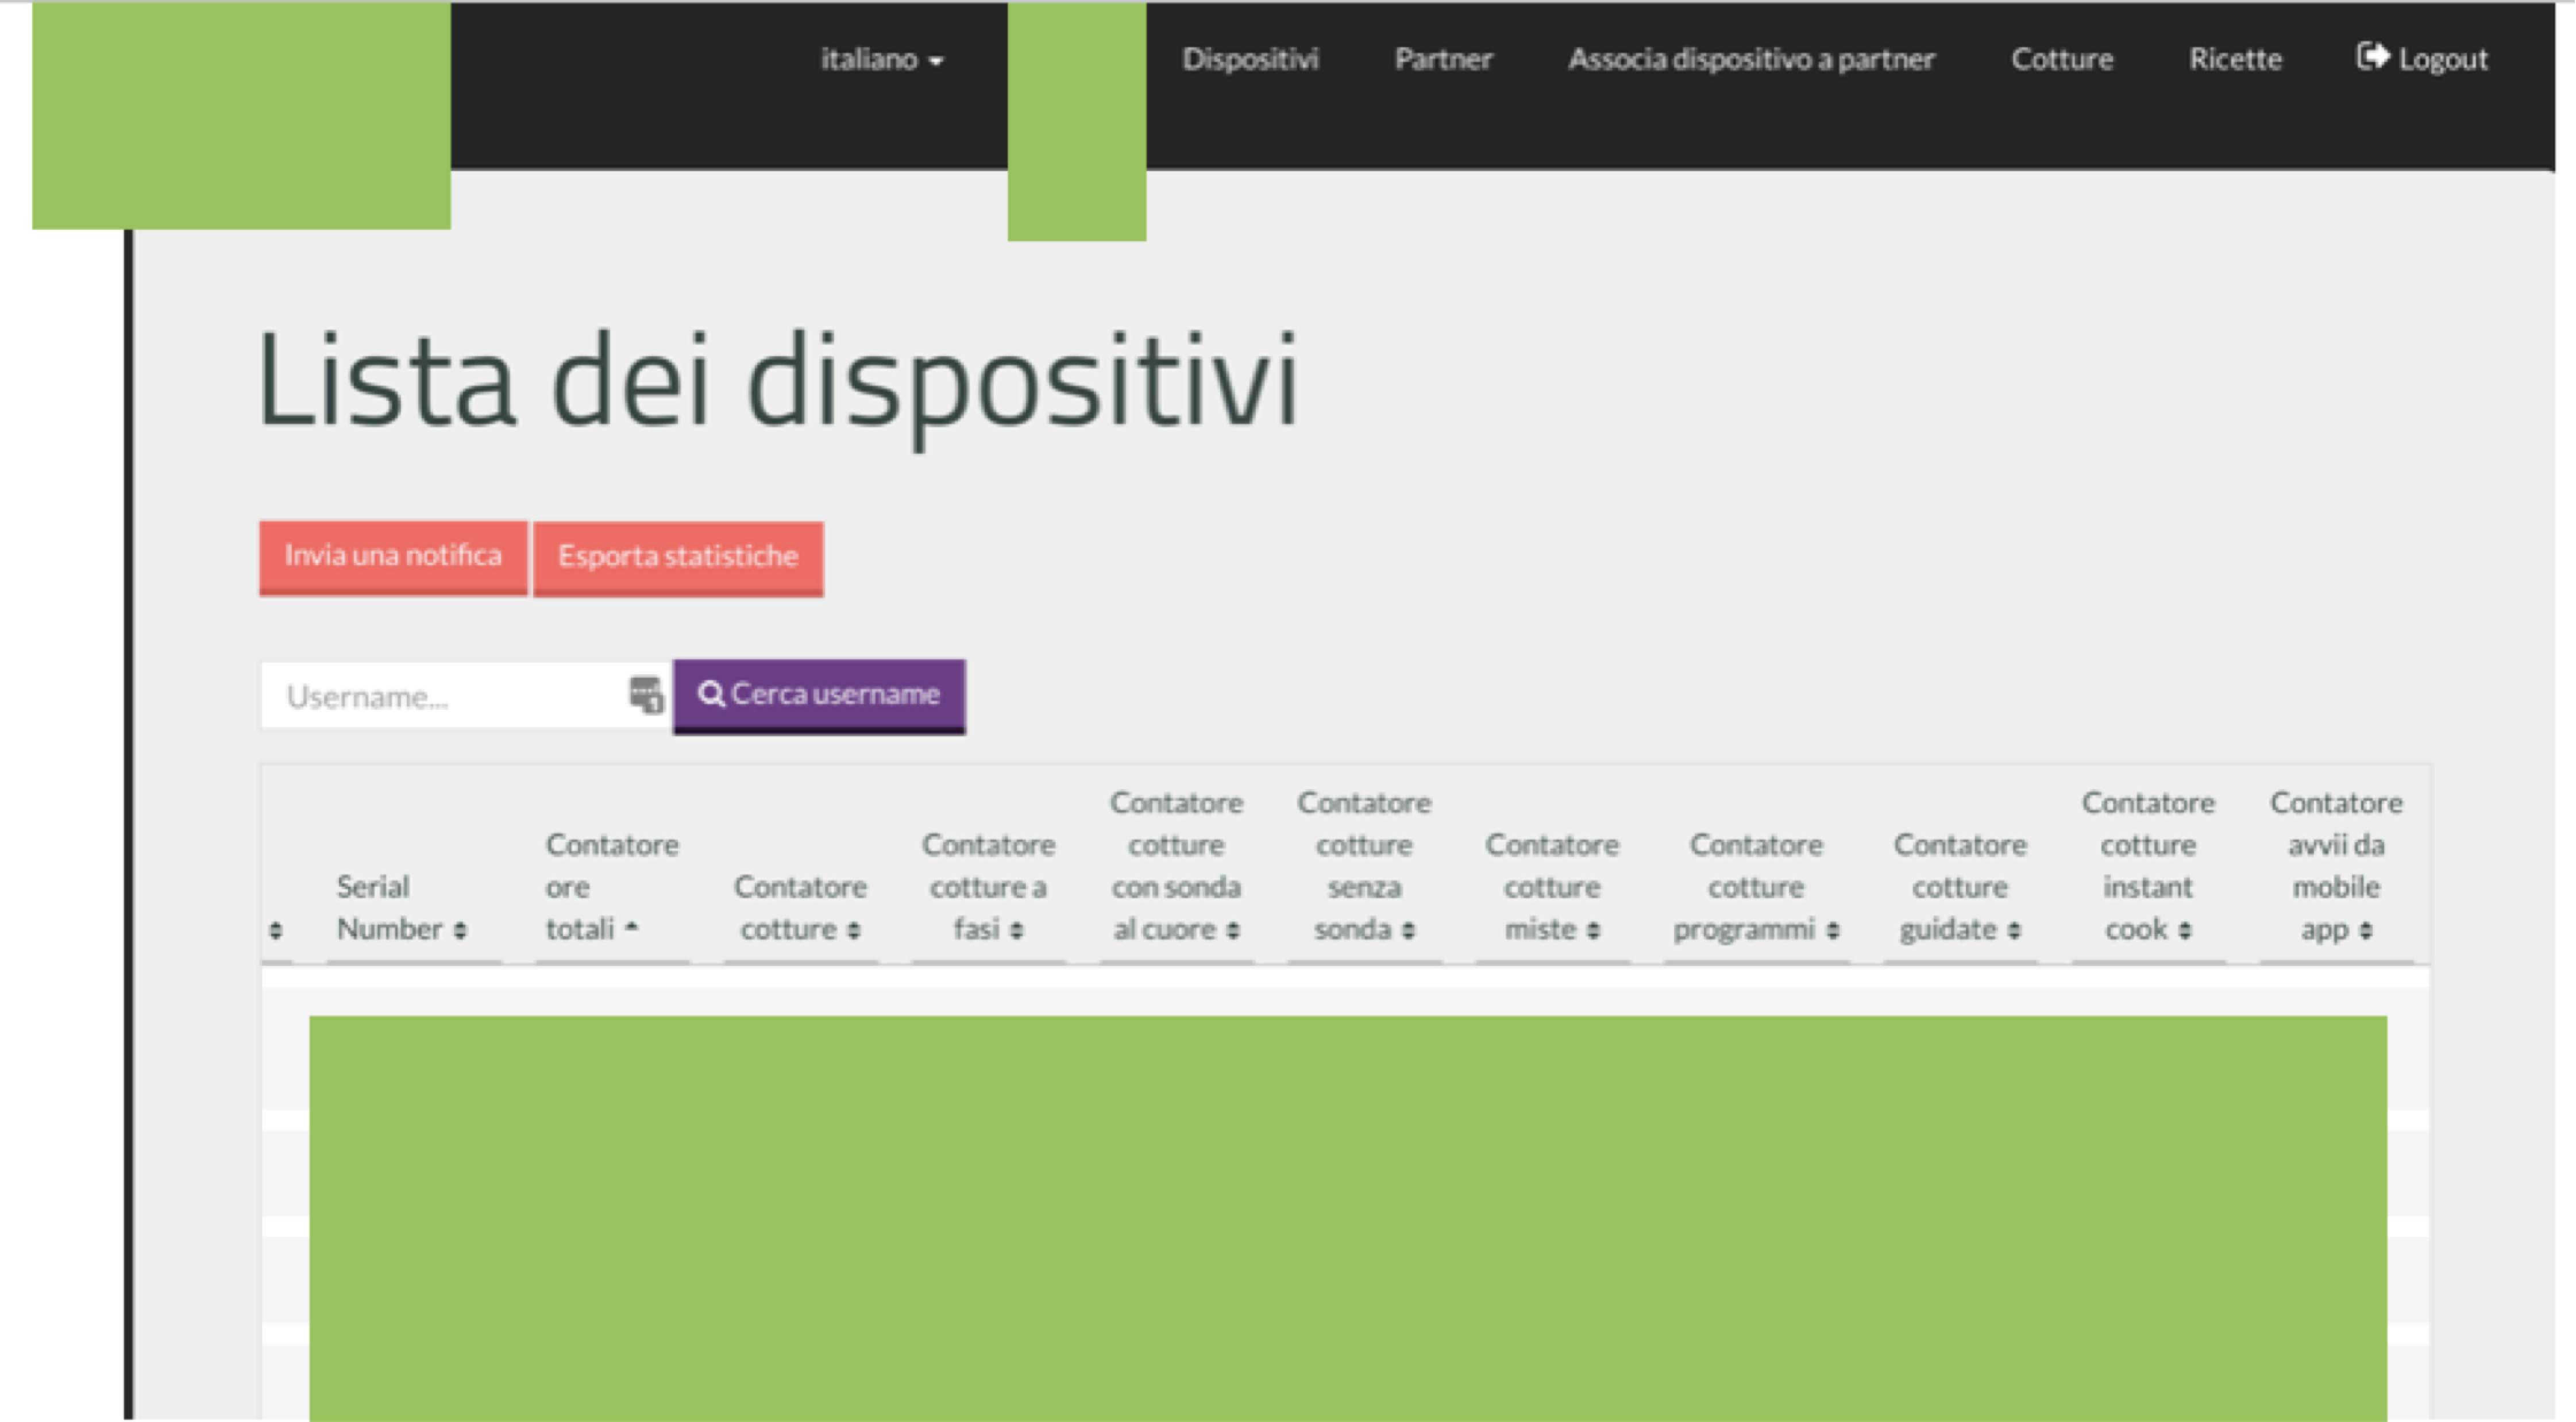 italiano
Dispositivi
Partner
Associa dispositivo a partner
Cotture
Ricette
Logout
Lista dei dispositivi
Invia una notifica
Esporta statistiche
Username...
Cerca username
Serial
Number
Contatore
ore
totali
Contatore
cotture
Contatore
cotture a
fasi
Contatore
cotture
con sonda
al cuore
Contatore
cotture
senza
sonda
Contatore
cotture
miste
Contatore
cotture
programmi
Contatore
cotture
guidate
Contatore
cotture
instant
cook
Contatore
avvii da
mobile
app